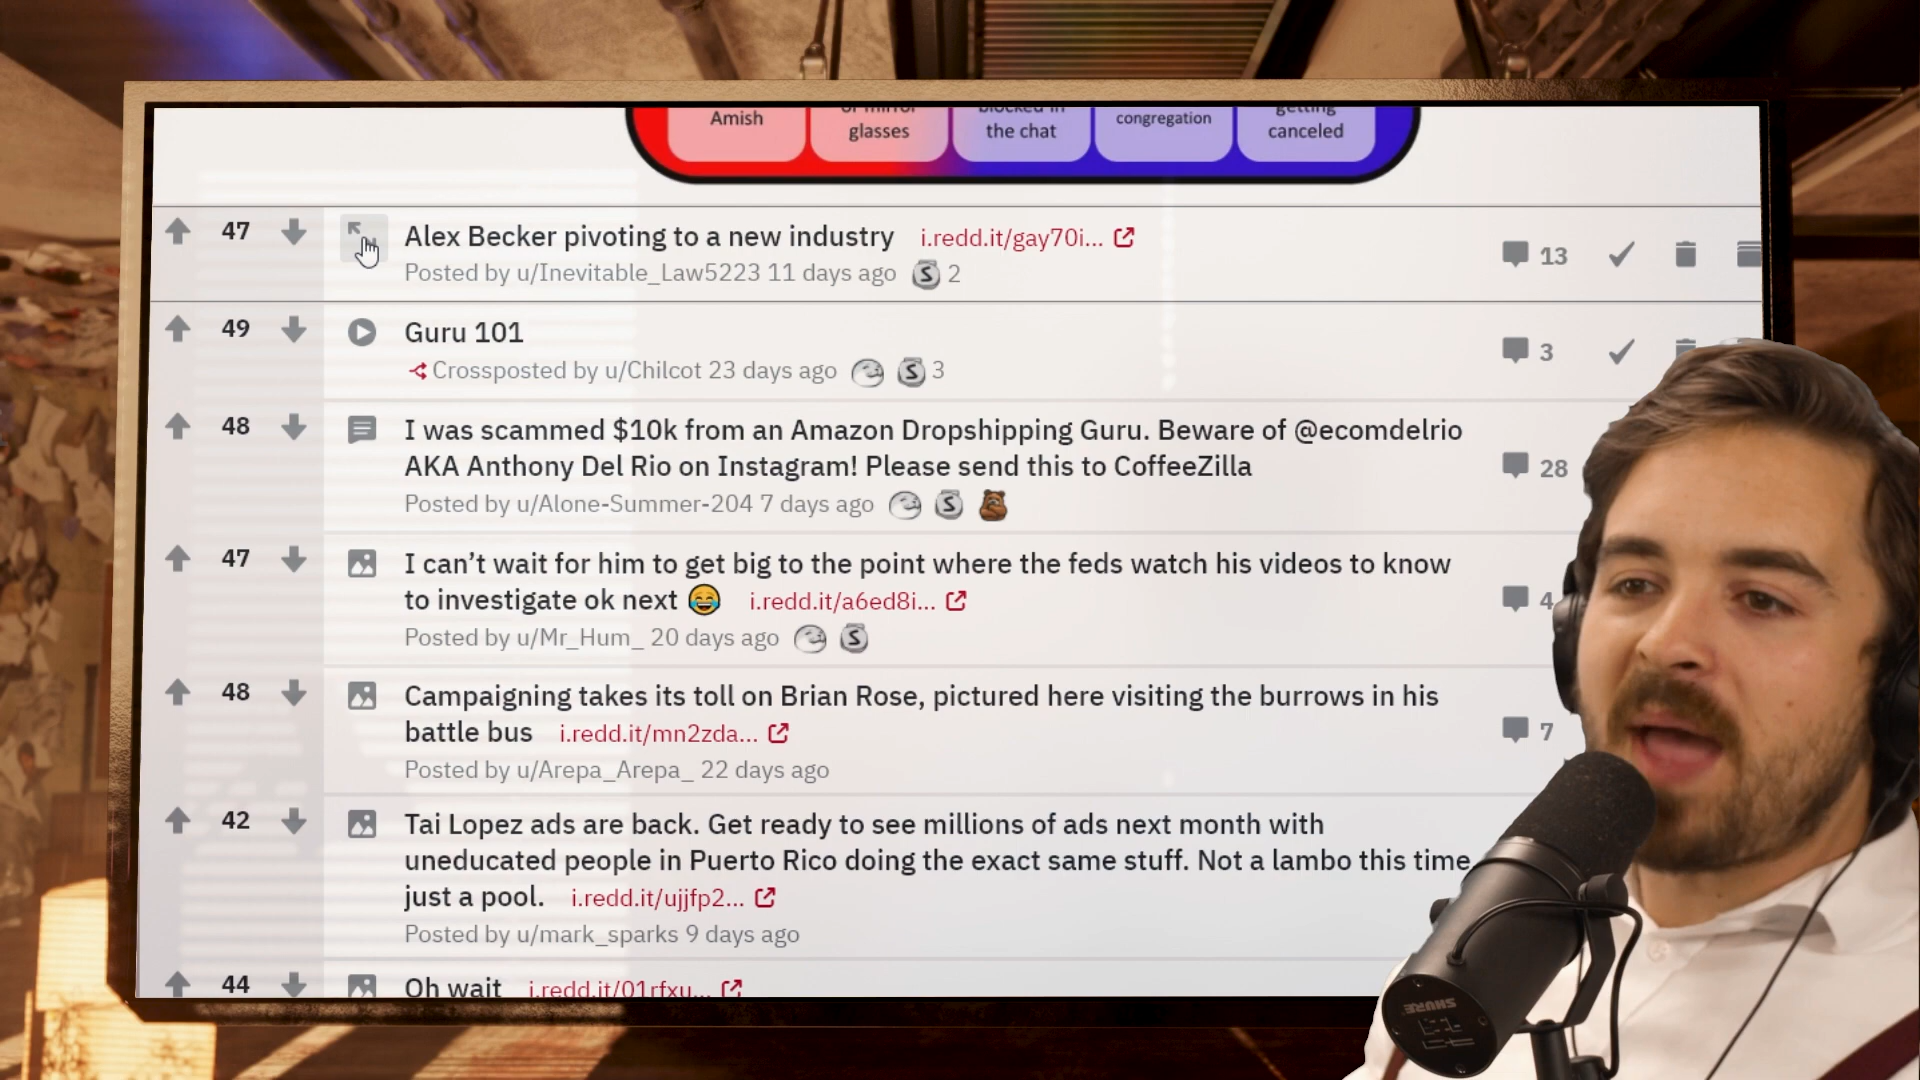 Amish
or mirror
glasses
blocked in
the chat
congregation
getting
canceled
47
Alex Becker pivoting to a new industry i.redd.it/gay70i...
Posted by u/Inevitable_Law5223 11 days ago S 2
13
49
Guru 101
Crossposted by u/Chilcot 23 days ago S 3
3
48
I was scammed $10k from an Amazon Dropshipping Guru. Beware of @ecomdelrio
AKA Anthony Del Rio on Instagram! Please send this to CoffeeZilla
Posted by u/Alone-Summer-204 7 days ago S
28
47
I can’t wait for him to get big to the point where the feds watch his videos to know
to investigate ok next 😂 i.redd.it/a6ed8i...
Posted by u/Mr_Hum_ 20 days ago S
4
48
Campaigning takes its toll on Brian Rose, pictured here visiting the burrows in his
battle bus i.redd.it/mn2zda...
Posted by u/Arepa_Arepa_ 22 days ago
7
42
Tai Lopez ads are back. Get ready to see millions of ads next month with
uneducated people in Puerto Rico doing the exact same stuff. Not a lambo this time,
just a pool. i.redd.it/ujjfp2...
Posted by u/mark_sparks 9 days ago
44
Oh wait i.redd.it/01rfxu...
SHURE